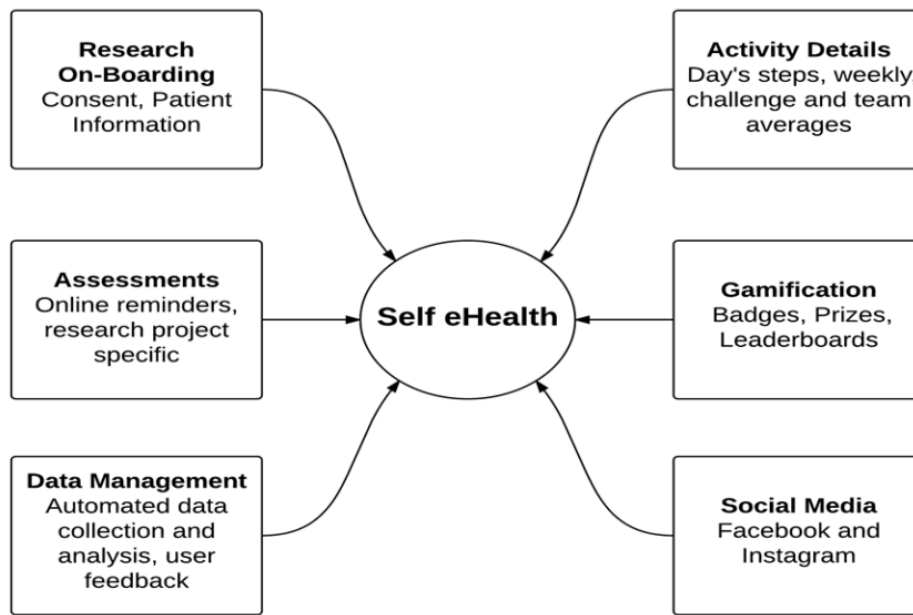 Research
On-Boarding
Consent, Patient
Information
Activity Details
Day's steps, weekly,
challenge and team
averages
Assessments
Online reminders,
research project
specific
Self eHealth
Gamification
Badges, Prizes,
Leaderboards
Data Management
Automated data
collection and
analysis, user
feedback
Social Media
Facebook and
Instagram